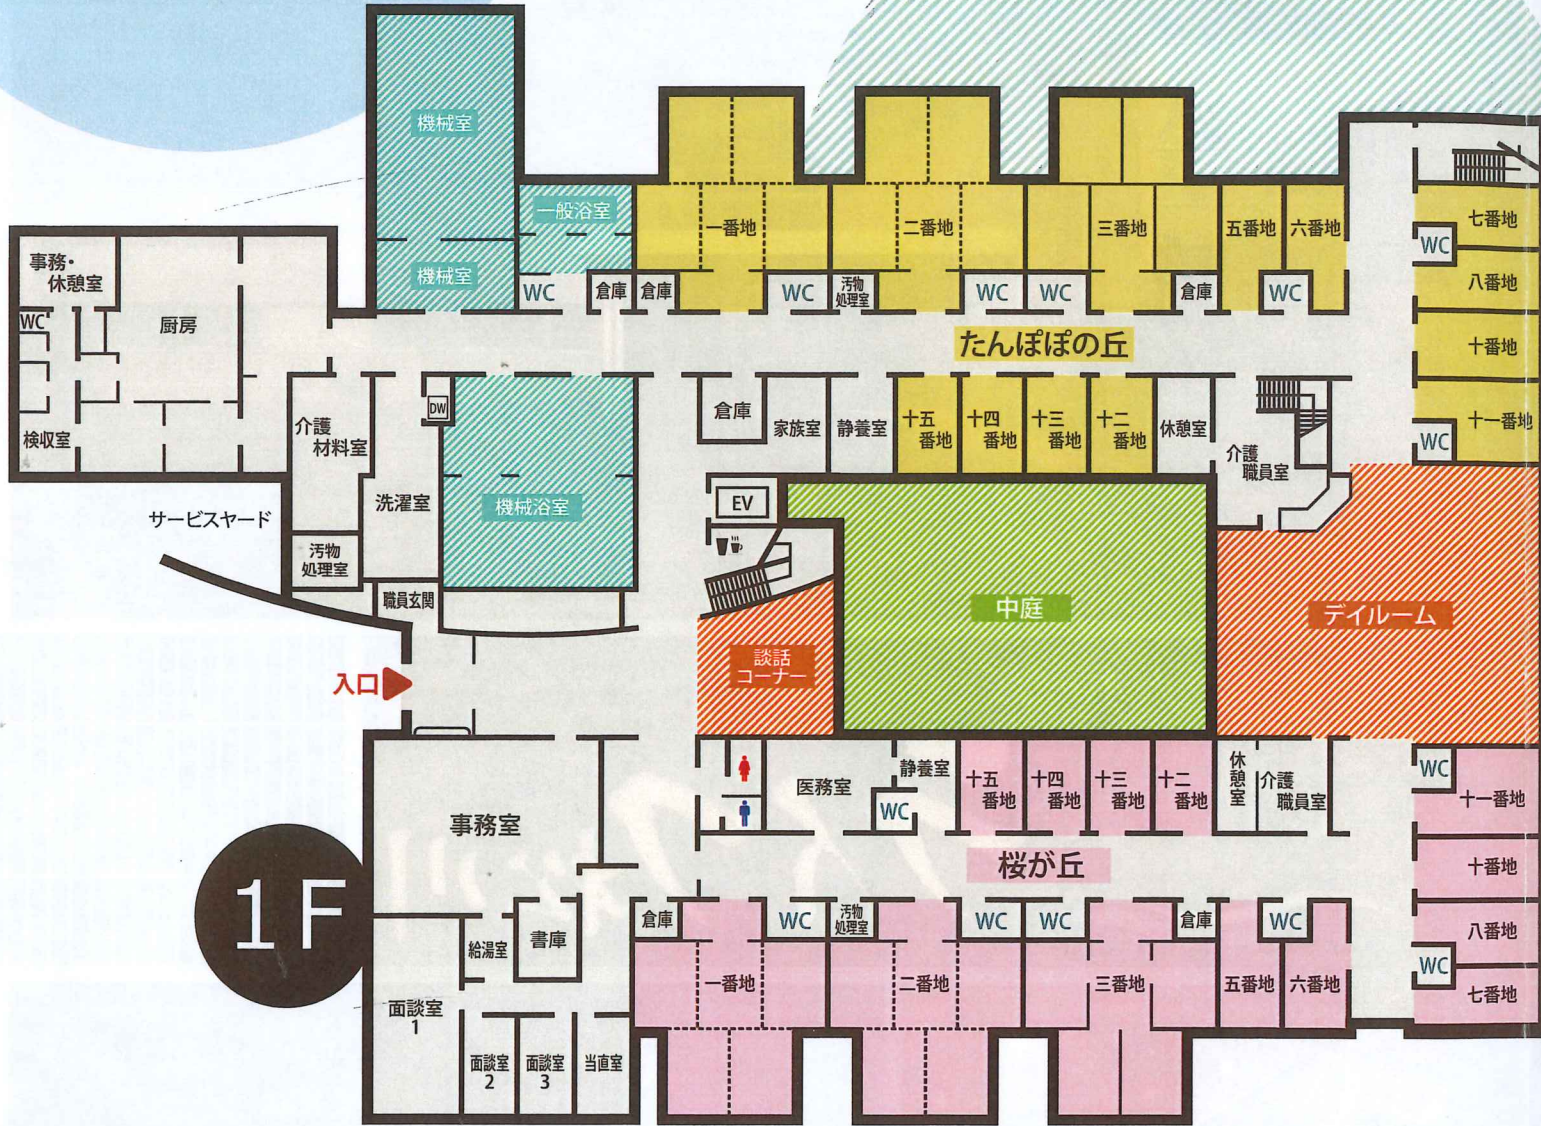 機械室
機械室
一般浴室
WC
倉庫
倉庫
一番地
WC
汚物
処理室
二番地
WC
WC
三番地
倉庫
五番地
WC
六番地
七番地
WC
八番地
十番地
十一番地
WC
たんぽぽの丘
事務・
休憩室
WC
厨房
検収室
介護
材料室
DW
洗濯室
機械浴室
倉庫
家族室
静養室
十五
番地
十四
番地
十三
番地
十二
番地
休憩室
介護
職員室
サービスヤード
汚物
処理室
職員玄関
EV
中庭
デイルーム
談話
コーナー
入口
事務室
医務室
静養室
WC
十五
番地
十四
番地
十三
番地
十二
番地
休
憩
室
介護
職員室
WC
十一番地
十番地
八番地
WC
七番地
桜が丘
1F
倉庫
一番地
WC
汚物
処理室
二番地
WC
WC
三番地
倉庫
五番地
WC
六番地
給湯室
書庫
面談室
1
面談室
2
面談室
3
当直室